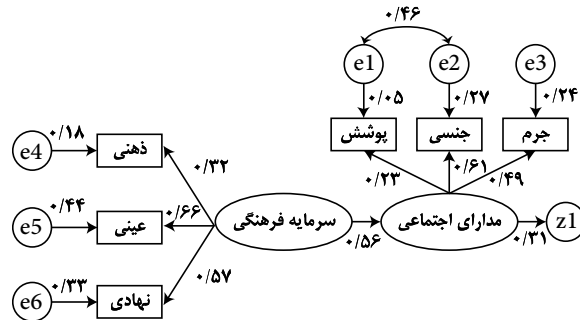 ۰/۴۶
e1 e2 e3
۰/۰۵ ۰/۲۷ ۰/۲۴
پوشش جنسی جرم
۰/۲۳ ۰/۶۱ ۰/۴۹
e4 ۰/۱۸ ذهنی
۰/۳۲
e5 ۰/۴۴ عینی ۰/۶۶
سرمایه فرهنگی ۰/۵۶ مدارای اجتماعی ۰/۳۱ z1
۰/۵۷
e6 ۰/۳۳ نهادی